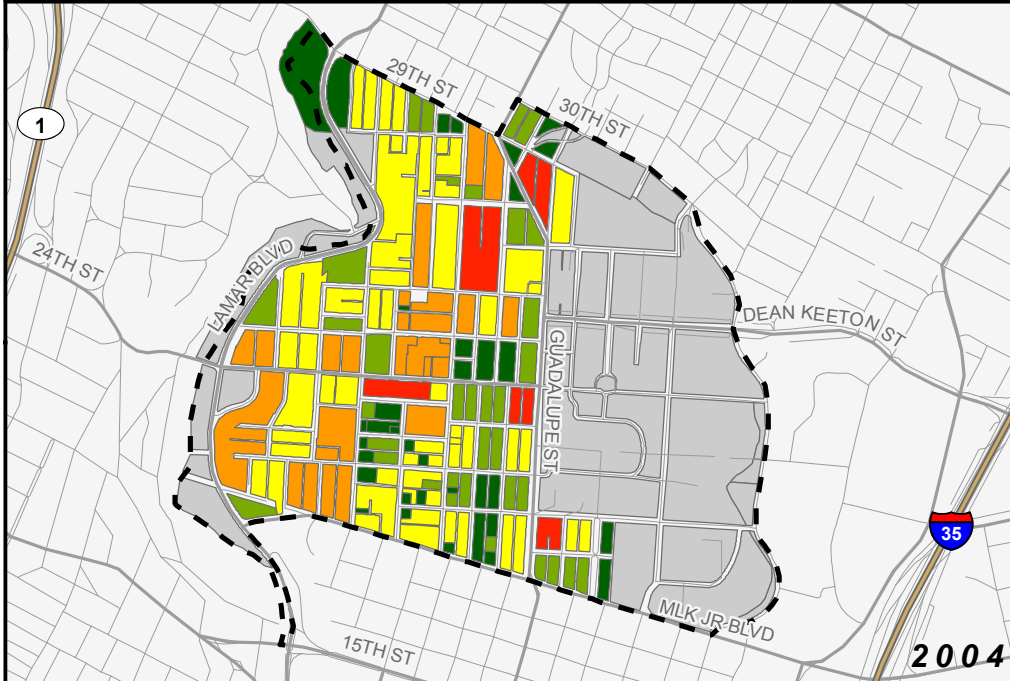 29TH ST
30TH ST
1
24TH ST
LAMAR BLVD
DEAN KEETON ST
GUADALUPE ST
35
MLK JR BLVD
15TH ST
2004